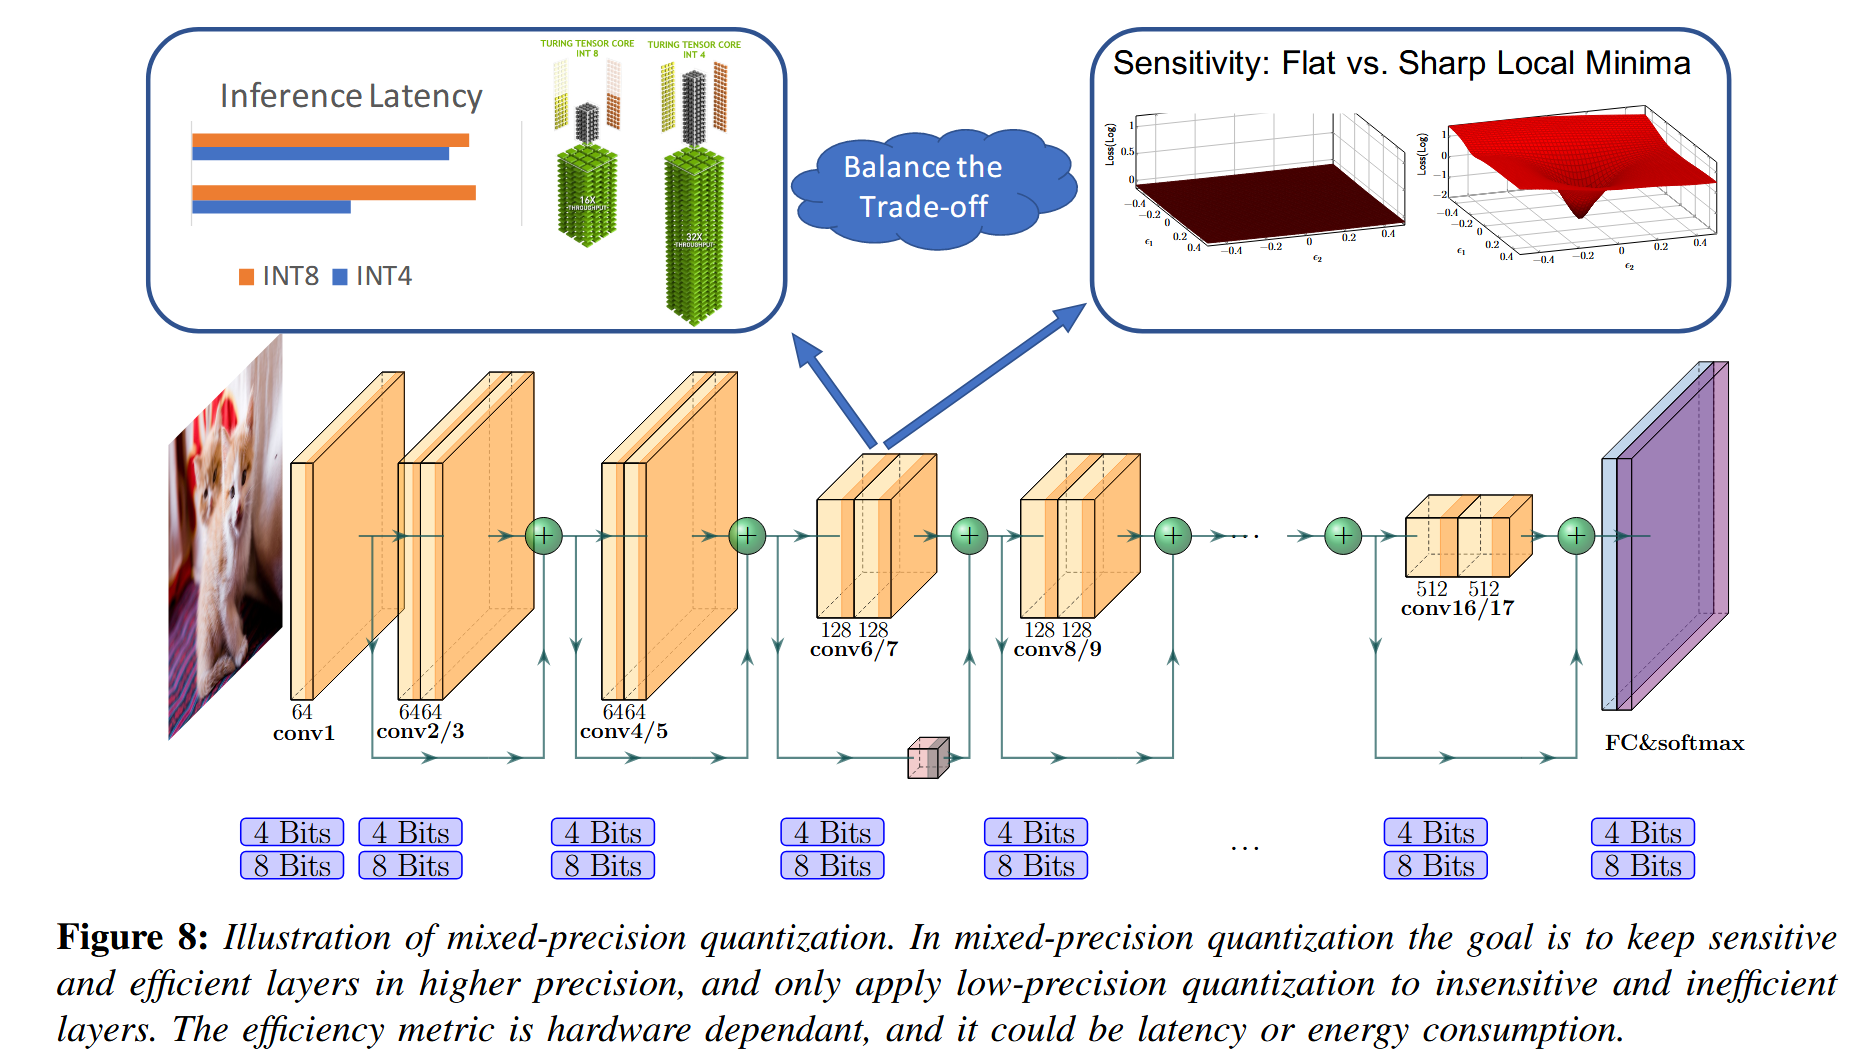 TURING TENSOR CORE
INT 8
TURING TENSOR CORE
INT 4
Inference Latency
16X
THROUGHPUT
32X
THROUGHPUT
INT8 INT4
Balance the
Trade-off
Sensitivity: Flat vs. Sharp Local Minima
Loss(Log)
1
0.5
0
−0.4
−0.2
0
0.2
0.4
ϵ1
−0.4
−0.2
0
0.2
0.4
ϵ2
Loss(Log)
1
0
−1
−2
−0.4
−0.2
0
0.2
0.4
ϵ1
−0.4
−0.2
0
0.2
0.4
ϵ2
+ + + + ... + +
64
conv1
6464
conv2/3
6464
conv4/5
128 128
conv6/7
128 128
conv8/9
512 512
conv16/17
FC&softmax
4 Bits 4 Bits 4 Bits 4 Bits 4 Bits ... 4 Bits 4 Bits
8 Bits 8 Bits 8 Bits 8 Bits 8 Bits 8 Bits 8 Bits
Figure 8: Illustration of mixed-precision quantization. In mixed-precision quantization the goal is to keep sensitive
and efficient layers in higher precision, and only apply low-precision quantization to insensitive and inefficient
layers. The efficiency metric is hardware dependant, and it could be latency or energy consumption.